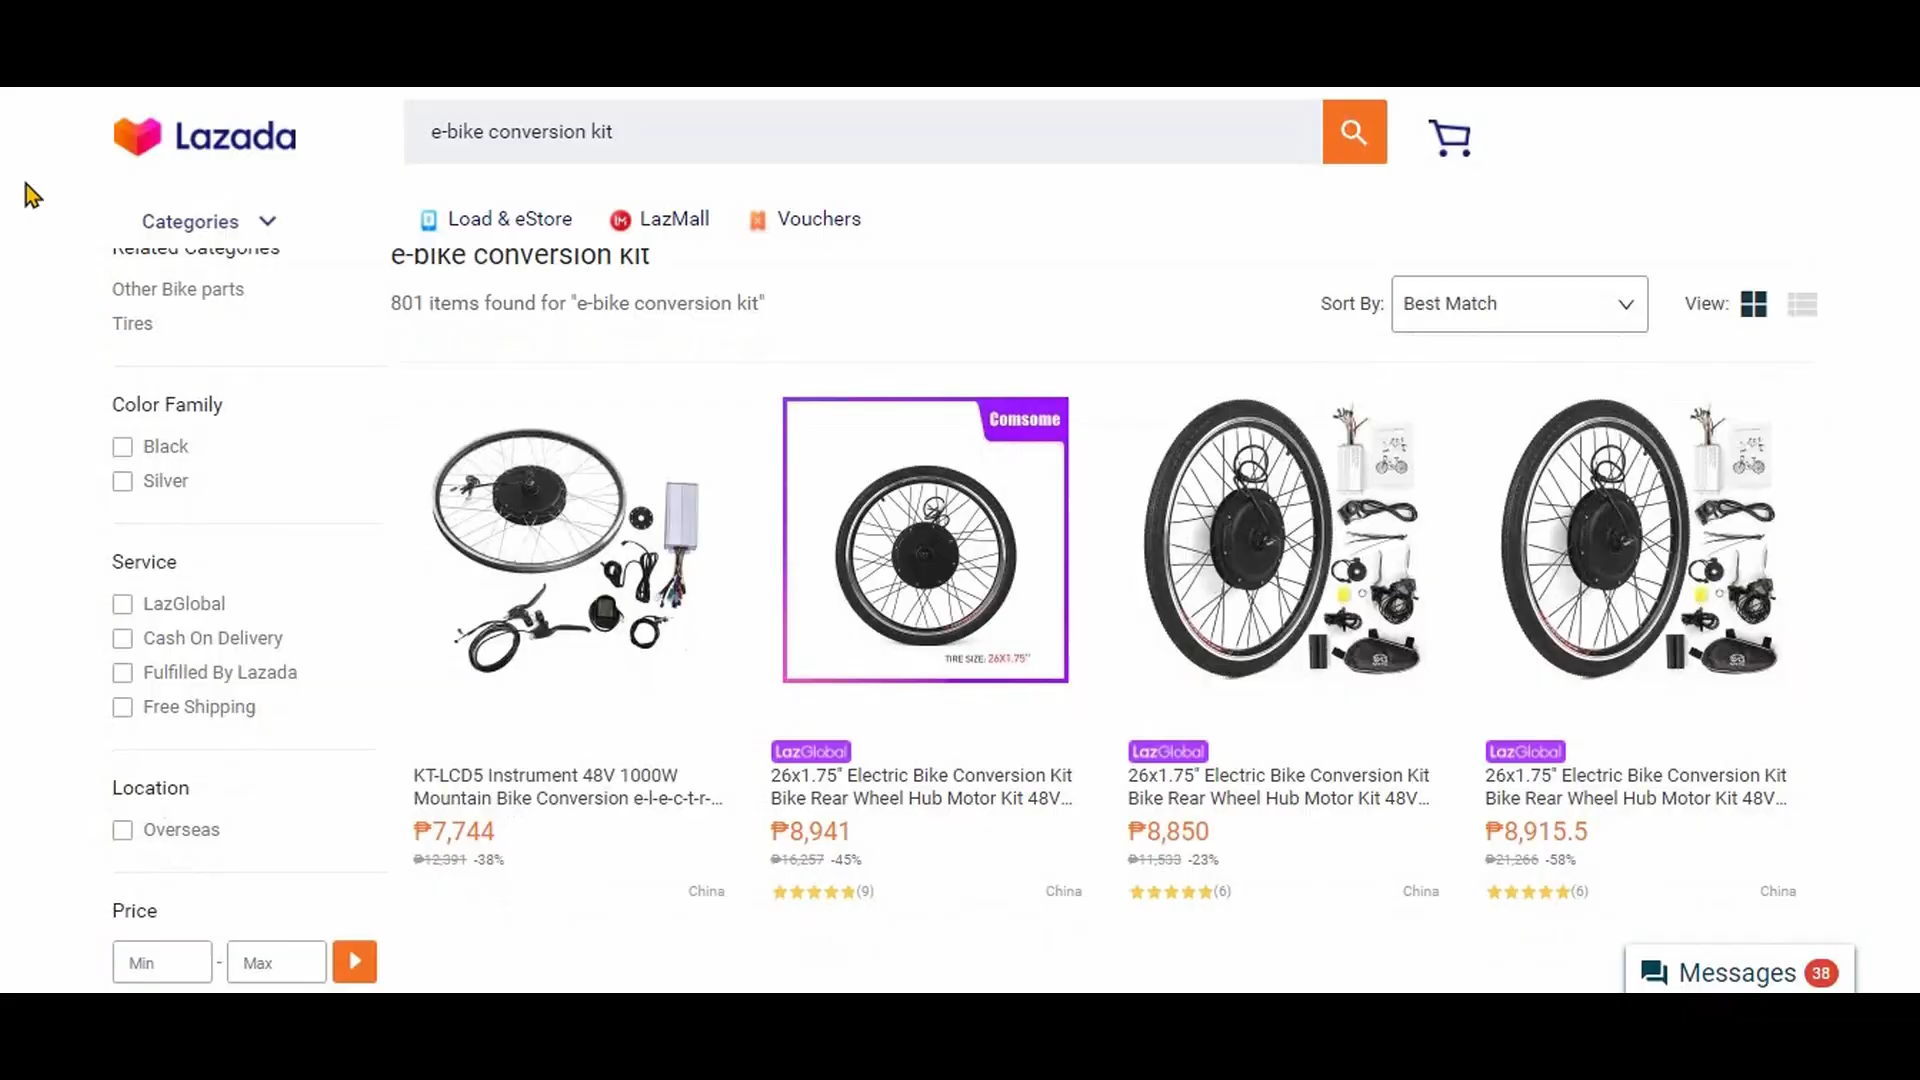 Lazada
e-bike conversion kit
Categories
Load & eStore
LazMall
Vouchers
Related Categories
Other Bike parts
Tires
Color Family
Black
Silver
Service
LazGlobal
Cash On Delivery
Fulfilled By Lazada
Free Shipping
Location
Overseas
Price
Min
-
Max
e-bike conversion kit
801 items found for "e-bike conversion kit"
Sort By:
Best Match
View:
KT-LCD5 Instrument 48V 1000W
Mountain Bike Conversion e-l-e-c-t-r-...
₱7,744
₱12,391 -38%
China
Comsome
TIRE SIZE: 26X1.75"
LazGlobal
26x1.75" Electric Bike Conversion Kit
Bike Rear Wheel Hub Motor Kit 48V...
₱8,941
₱16,257 -45%
(9)
China
LazGlobal
26x1.75" Electric Bike Conversion Kit
Bike Rear Wheel Hub Motor Kit 48V...
₱8,850
₱11,533 -23%
(6)
China
LazGlobal
26x1.75" Electric Bike Conversion Kit
Bike Rear Wheel Hub Motor Kit 48V...
₱8,915.5
₱21,266 -58%
(6)
China
Messages 38